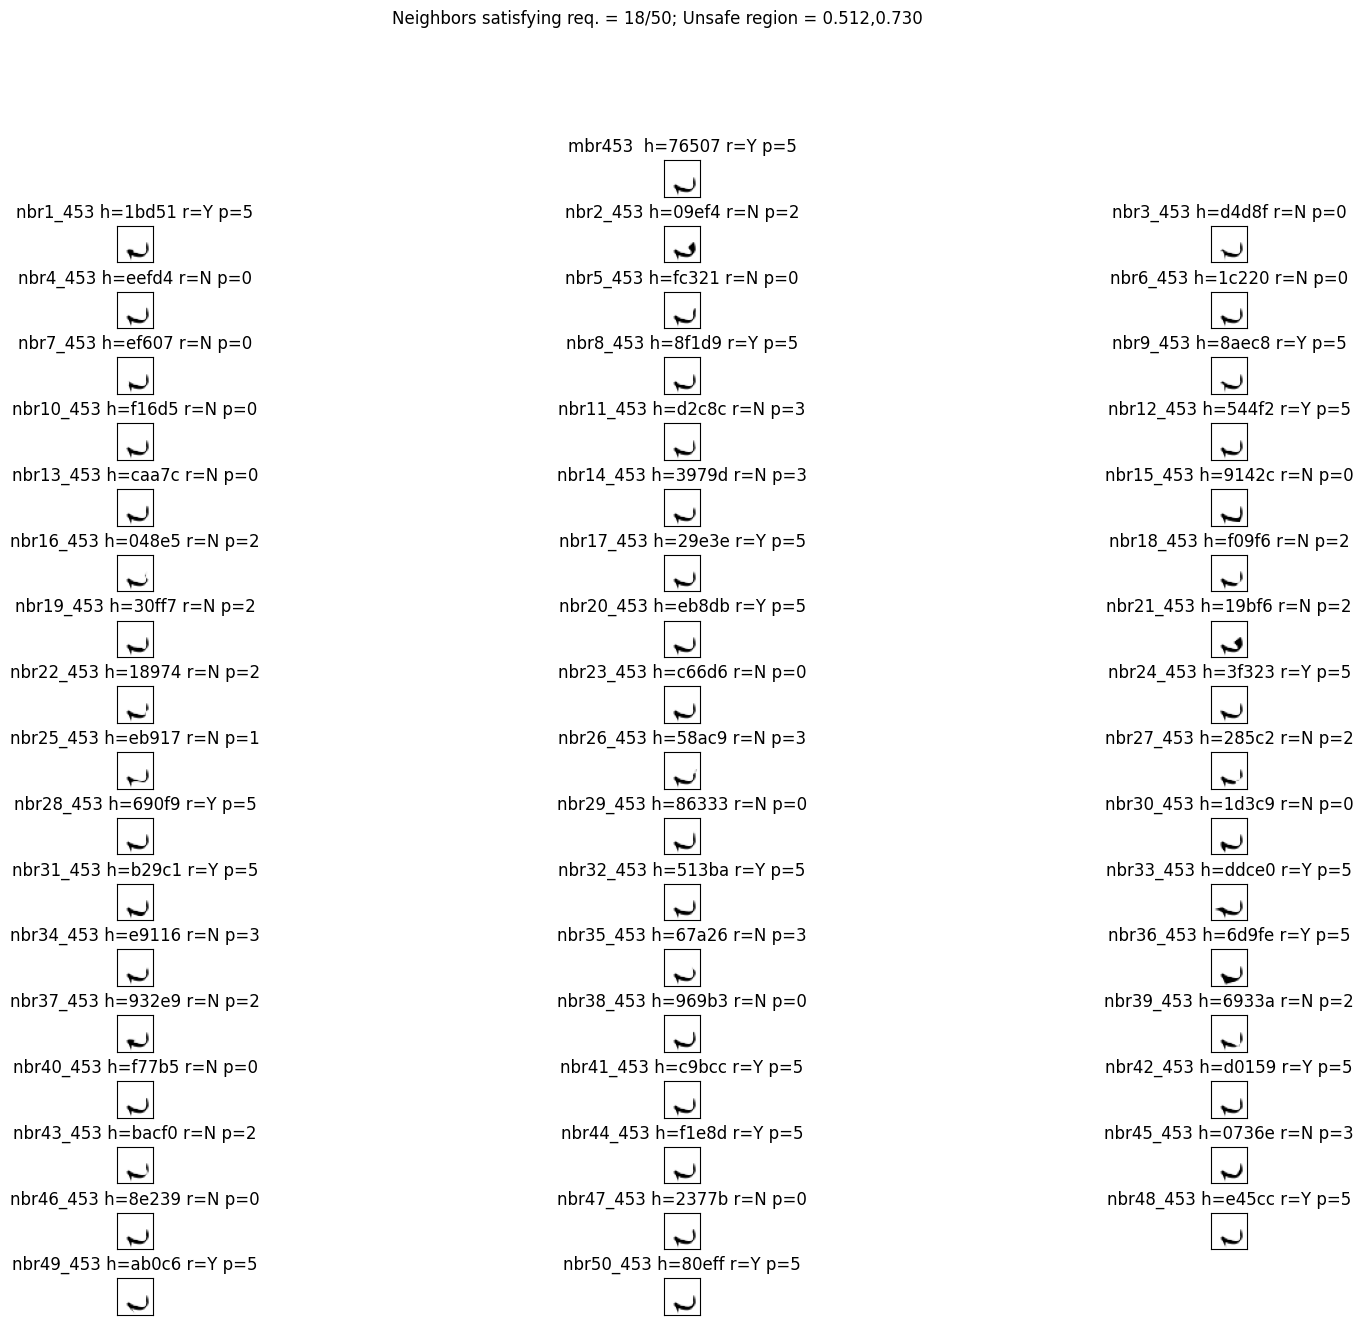 Neighbors satisfying req. = 18/50; Unsafe region = 0.512,0.730
mbr453  h=76507 r=Y p=5
nbr1_453 h=1bd51 r=Y p=5
nbr2_453 h=09ef4 r=N p=2
nbr3_453 h=d4d8f r=N p=0
nbr4_453 h=eefd4 r=N p=0
nbr5_453 h=fc321 r=N p=0
nbr6_453 h=1c220 r=N p=0
nbr7_453 h=ef607 r=N p=0
nbr8_453 h=8f1d9 r=Y p=5
nbr9_453 h=8aec8 r=Y p=5
nbr10_453 h=f16d5 r=N p=0
nbr11_453 h=d2c8c r=N p=3
nbr12_453 h=544f2 r=Y p=5
nbr13_453 h=caa7c r=N p=0
nbr14_453 h=3979d r=N p=3
nbr15_453 h=9142c r=N p=0
nbr16_453 h=048e5 r=N p=2
nbr17_453 h=29e3e r=Y p=5
nbr18_453 h=f09f6 r=N p=2
nbr19_453 h=30ff7 r=N p=2
nbr20_453 h=eb8db r=Y p=5
nbr21_453 h=19bf6 r=N p=2
nbr22_453 h=18974 r=N p=2
nbr23_453 h=c66d6 r=N p=0
nbr24_453 h=3f323 r=Y p=5
nbr25_453 h=eb917 r=N p=1
nbr26_453 h=58ac9 r=N p=3
nbr27_453 h=285c2 r=N p=2
nbr28_453 h=690f9 r=Y p=5
nbr29_453 h=86333 r=N p=0
nbr30_453 h=1d3c9 r=N p=0
nbr31_453 h=b29c1 r=Y p=5
nbr32_453 h=513ba r=Y p=5
nbr33_453 h=ddce0 r=Y p=5
nbr34_453 h=e9116 r=N p=3
nbr35_453 h=67a26 r=N p=3
nbr36_453 h=6d9fe r=Y p=5
nbr37_453 h=932e9 r=N p=2
nbr38_453 h=969b3 r=N p=0
nbr39_453 h=6933a r=N p=2
nbr40_453 h=f77b5 r=N p=0
nbr41_453 h=c9bcc r=Y p=5
nbr42_453 h=d0159 r=Y p=5
nbr43_453 h=bacf0 r=N p=2
nbr44_453 h=f1e8d r=Y p=5
nbr45_453 h=0736e r=N p=3
nbr46_453 h=8e239 r=N p=0
nbr47_453 h=2377b r=N p=0
nbr48_453 h=e45cc r=Y p=5
nbr49_453 h=ab0c6 r=Y p=5
nbr50_453 h=80eff r=Y p=5